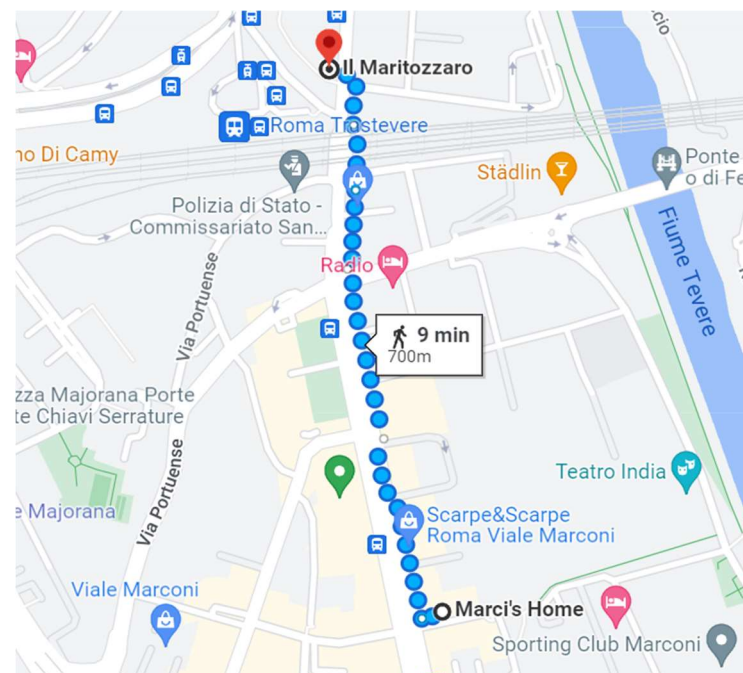 Il Maritozzaro
Roma Trastevere
no Di Camy
Städlin
Ponte
o di Fe
Polizia di Stato -
Commissariato San...
Radio
Fiume Tevere
Via Portuense
9 min
700m
zza Majorana Porte
te Chiavi Serrature
Teatro India
e Majorana
Via Portuense
Scarpe&Scarpe
Roma Viale Marconi
Viale Marconi
Marci's Home
Sporting Club Marconi